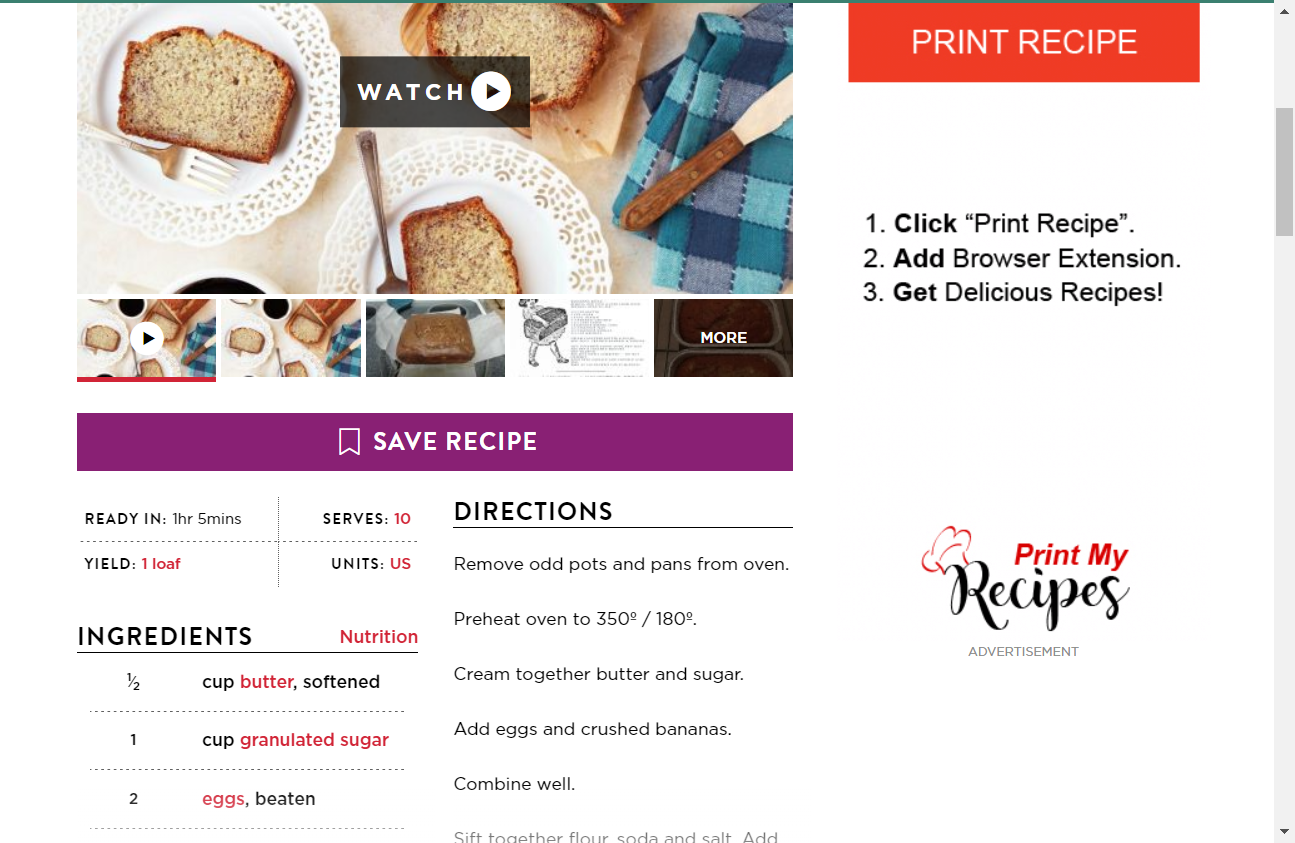 WATCH
MORE
SAVE RECIPE
READY IN: 1hr 5mins
SERVES: 10
YIELD: 1 loaf
UNITS: US
INGREDIENTS
Nutrition
½ cup butter, softened
1 cup granulated sugar
2 eggs, beaten
DIRECTIONS
Remove odd pots and pans from oven.
Preheat oven to 350º / 180º.
Cream together butter and sugar.
Add eggs and crushed bananas.
Combine well.
Sift together flour, soda and salt. Add
PRINT RECIPE
1. Click “Print Recipe”.
2. Add Browser Extension.
3. Get Delicious Recipes!
Print My
Recipes
ADVERTISEMENT